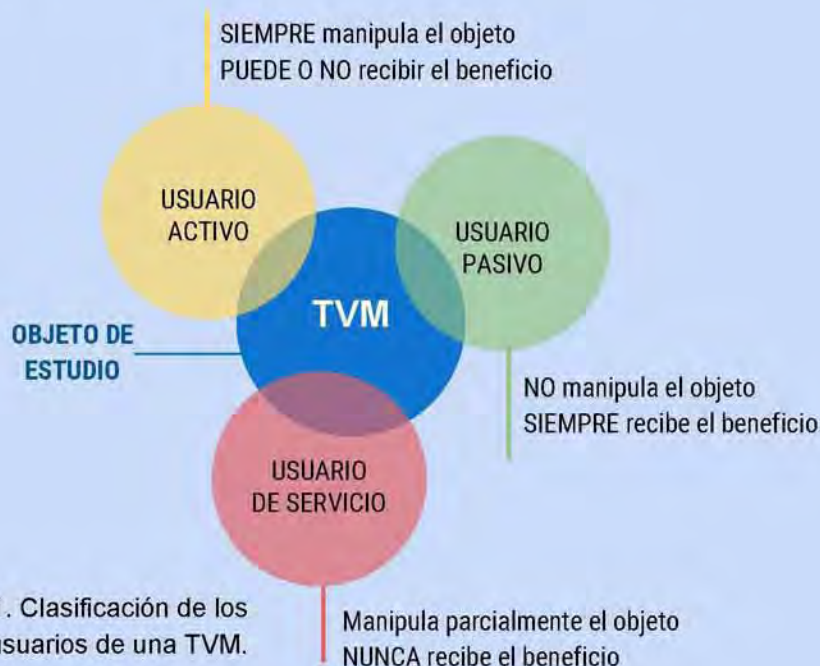 SIEMPRE manipula el objeto
PUEDE O NO recibir el beneficio
USUARIO
ACTIVO
USUARIO
PASIVO
TVM
OBJETO DE
ESTUDIO
NO manipula el objeto
SIEMPRE recibe el beneficio
USUARIO
DE SERVICIO
. Clasificación de los
usuarios de una TVM.
Manipula parcialmente el objeto
NUNCA recibe el beneficio